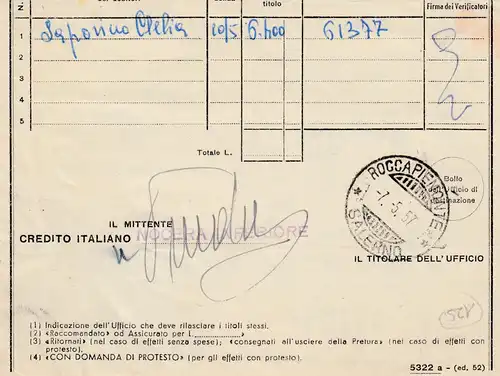 N.
titolo
Firma dei Verificatori
1 Saponno Clelia 10/5 6.400 61377
2
3
4
5
Totale L.
ROCCAPIEMONTE
-7.5.57
* SALERNO *
Bollo
dell'Ufficio di
destinazione
IL MITTENTE
CREDITO ITALIANO
NOCERA INFERIORE
IL TITOLARE DELL'UFFICIO
125
(1) Indicazione dell'Ufficio che deve rilasciare i titoli stessi.
(2) «Raccomandato» od Assicurato per L.
(3) «Ritornati» (nel caso di effetti senza spese); «consegnati all'usciere della Pretura» (nel caso di effetti con
protesto).
(4) «CON DOMANDA DI PROTESTO» (per gli effetti con protesto).
5322 a - (ed. 52)